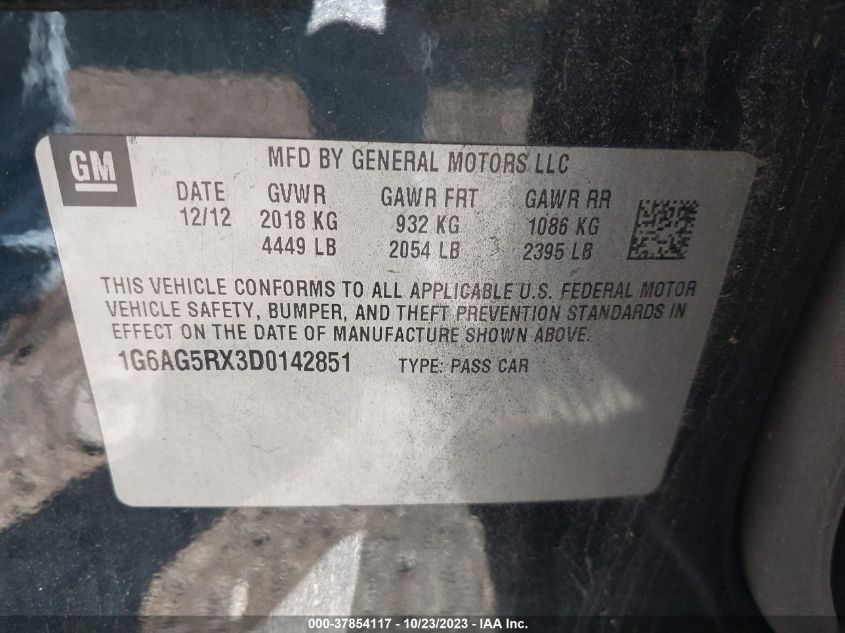 GM
MFD BY GENERAL MOTORS LLC
DATE GVWR GAWR FRT GAWR RR
12/12 2018 KG 932 KG 1086 KG
4449 LB 2054 LB 2395 LB
THIS VEHICLE CONFORMS TO ALL APPLICABLE U.S. FEDERAL MOTOR
VEHICLE SAFETY, BUMPER, AND THEFT PREVENTION STANDARDS IN
EFFECT ON THE DATE OF MANUFACTURE SHOWN ABOVE.
1G6AG5RX3D0142851 TYPE: PASS CAR
000-37854117 - 10/23/2023 - IAA Inc.